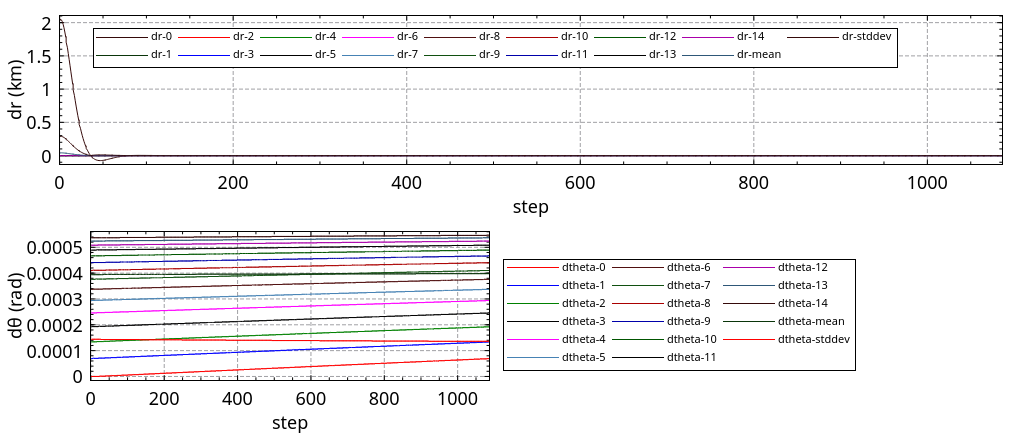 dr-0 dr-2 dr-4 dr-6 dr-8 dr-10 dr-12 dr-14 dr-stddev
dr-1 dr-3 dr-5 dr-7 dr-9 dr-11 dr-13 dr-mean
dr (km)
2
1.5
1
0.5
0
0 200 400 600 800 1000
step
dθ (rad)
0.0005
0.0004
0.0003
0.0002
0.0001
0
0 200 400 600 800 1000
step
dtheta-0 dtheta-6 dtheta-12
dtheta-1 dtheta-7 dtheta-13
dtheta-2 dtheta-8 dtheta-14
dtheta-3 dtheta-9 dtheta-mean
dtheta-4 dtheta-10 dtheta-stddev
dtheta-5 dtheta-11